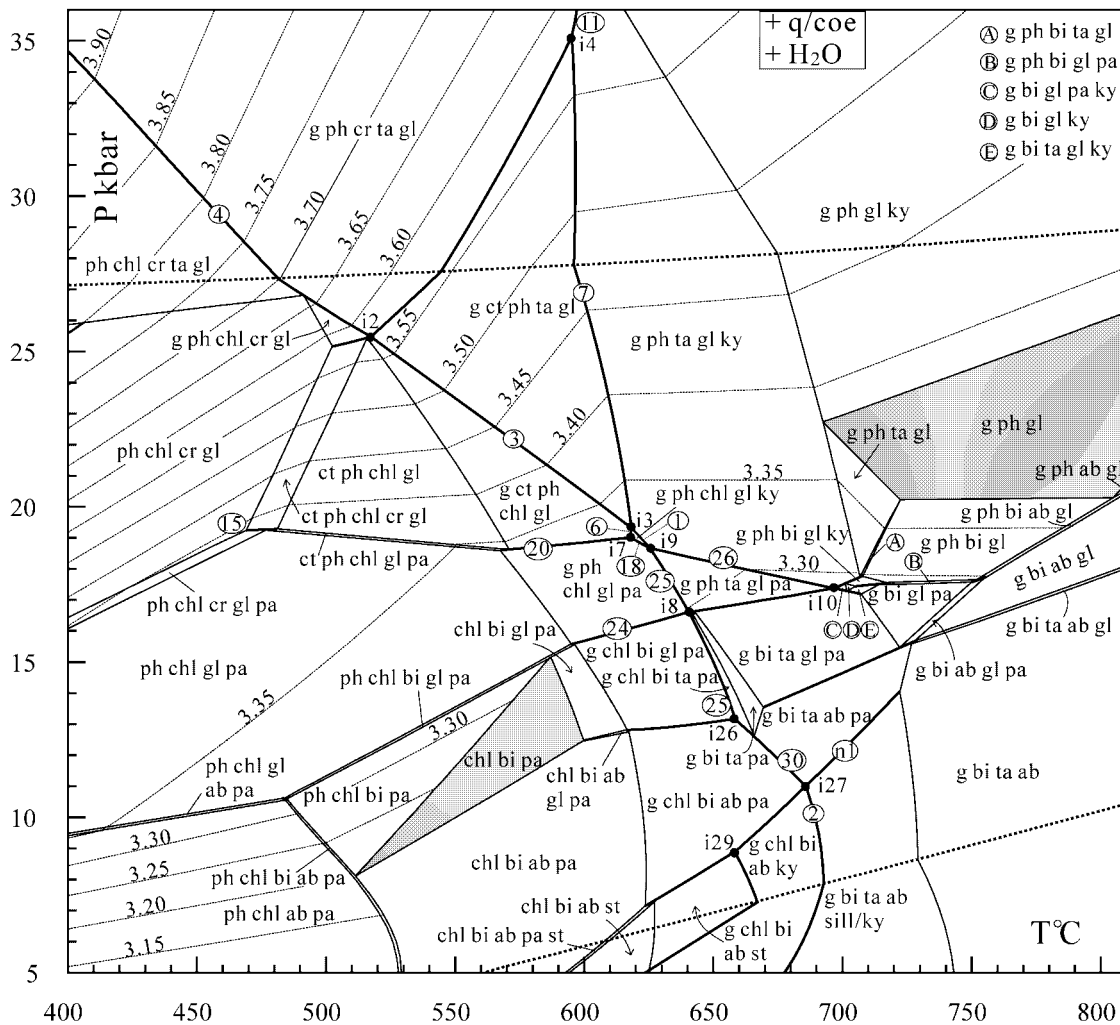 35
30
25
20
15
10
5
P kbar
400
450
500
550
600
650
700
750
800
T°C
+ q/coe
+ H2O
Ⓐ g ph bi ta gl
Ⓑ g ph bi gl pa
Ⓒ g bi gl pa ky
Ⓓ g bi gl ky
Ⓔ g bi ta gl ky
3.90
3.85
3.80
3.75
3.70
3.65
3.60
3.55
3.50
3.45
3.40
11
i4
g ph cr ta gl
4
g ph gl ky
ph chl cr ta gl
7
g ct ph ta gl
i2
g ph chl cr gl
g ph ta gl ky
3
g ph ta gl
g ph gl
ph chl cr gl
ct ph chl gl
3.35
g ph ab gl
g ct ph
chl gl
g ph chl gl ky
15
ct ph chl cr gl
6
i3
1
g ph bi ab gl
20
i7
i9
g ph bi gl ky
A
g ph bi gl
ct ph chl gl pa
18
26
3.30
B
g ph
chl gl pa
25
g bi ab gl
ph chl cr gl pa
g ph ta gl pa
i10
g bi gl pa
i8
C D E
g bi ta ab gl
chl bi gl pa
24
g chl bi gl pa
g bi ta gl pa
ph chl gl pa
g chl bi ta pa
g bi ab gl pa
ph chl bi gl pa
3.35
25
3.30
i26
g bi ta ab pa
chl bi pa
g bi ta pa
30
n1
ph chl gl
ab pa
ph chl bi pa
chl bi ab
gl pa
g bi ta ab
g chl bi ab pa
i27
2
3.30
i29
g chl bi
ab ky
3.25
ph chl bi ab pa
chl bi ab pa
3.20
ph chl ab pa
chl bi ab st
g bi ta ab
sill/ky
3.15
chl bi ab pa st
g chl bi
ab st